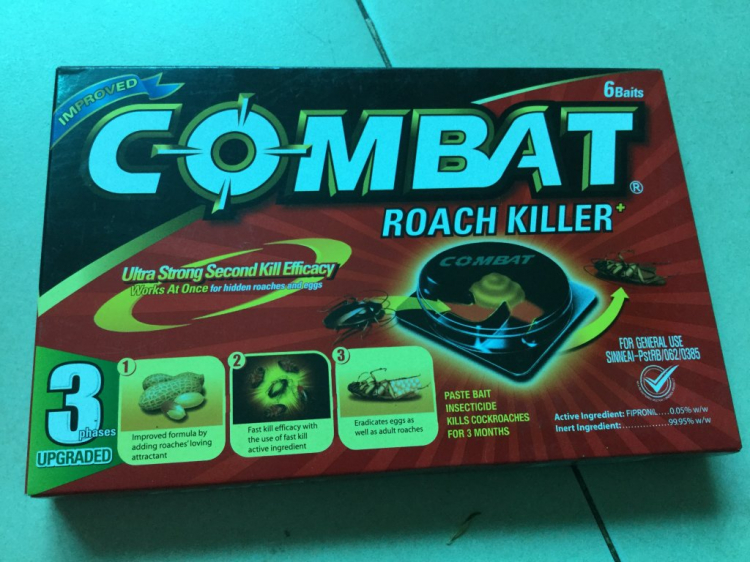 IMPROVED
6Baits
COMBAT®
ROACH KILLER+
Ultra Strong Second Kill Efficacy
Works At Once for hidden roaches and eggs
COMBAT
3
phases
UPGRADED
1
Improved formula by
adding roaches' loving
attractant
2
Fast kill efficacy with
the use of fast kill
active ingredient
3
Eradicates eggs as
well as adult roaches
PASTE BAIT
INSECTICIDE
KILLS COCKROACHES
FOR 3 MONTHS
FOR GENERAL USE
SINNEAI-PstRB/062/0385
Active Ingredient: FIPRONIL....0.05% w/w
Inert Ingredient:..................99.95% w/w